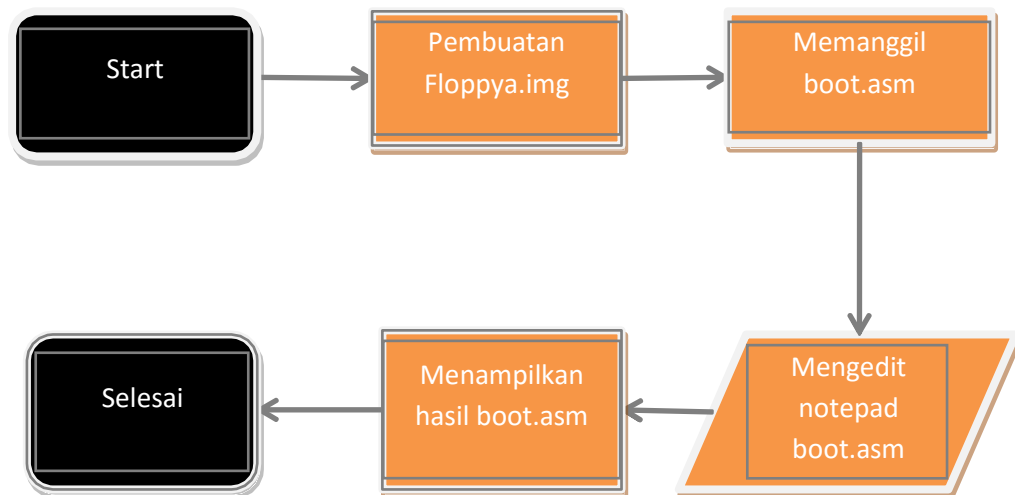 Start
Pembuatan
Floppya.img
Memanggil
boot.asm
Mengedit
notepad
boot.asm
Menampilkan
hasil boot.asm
Selesai